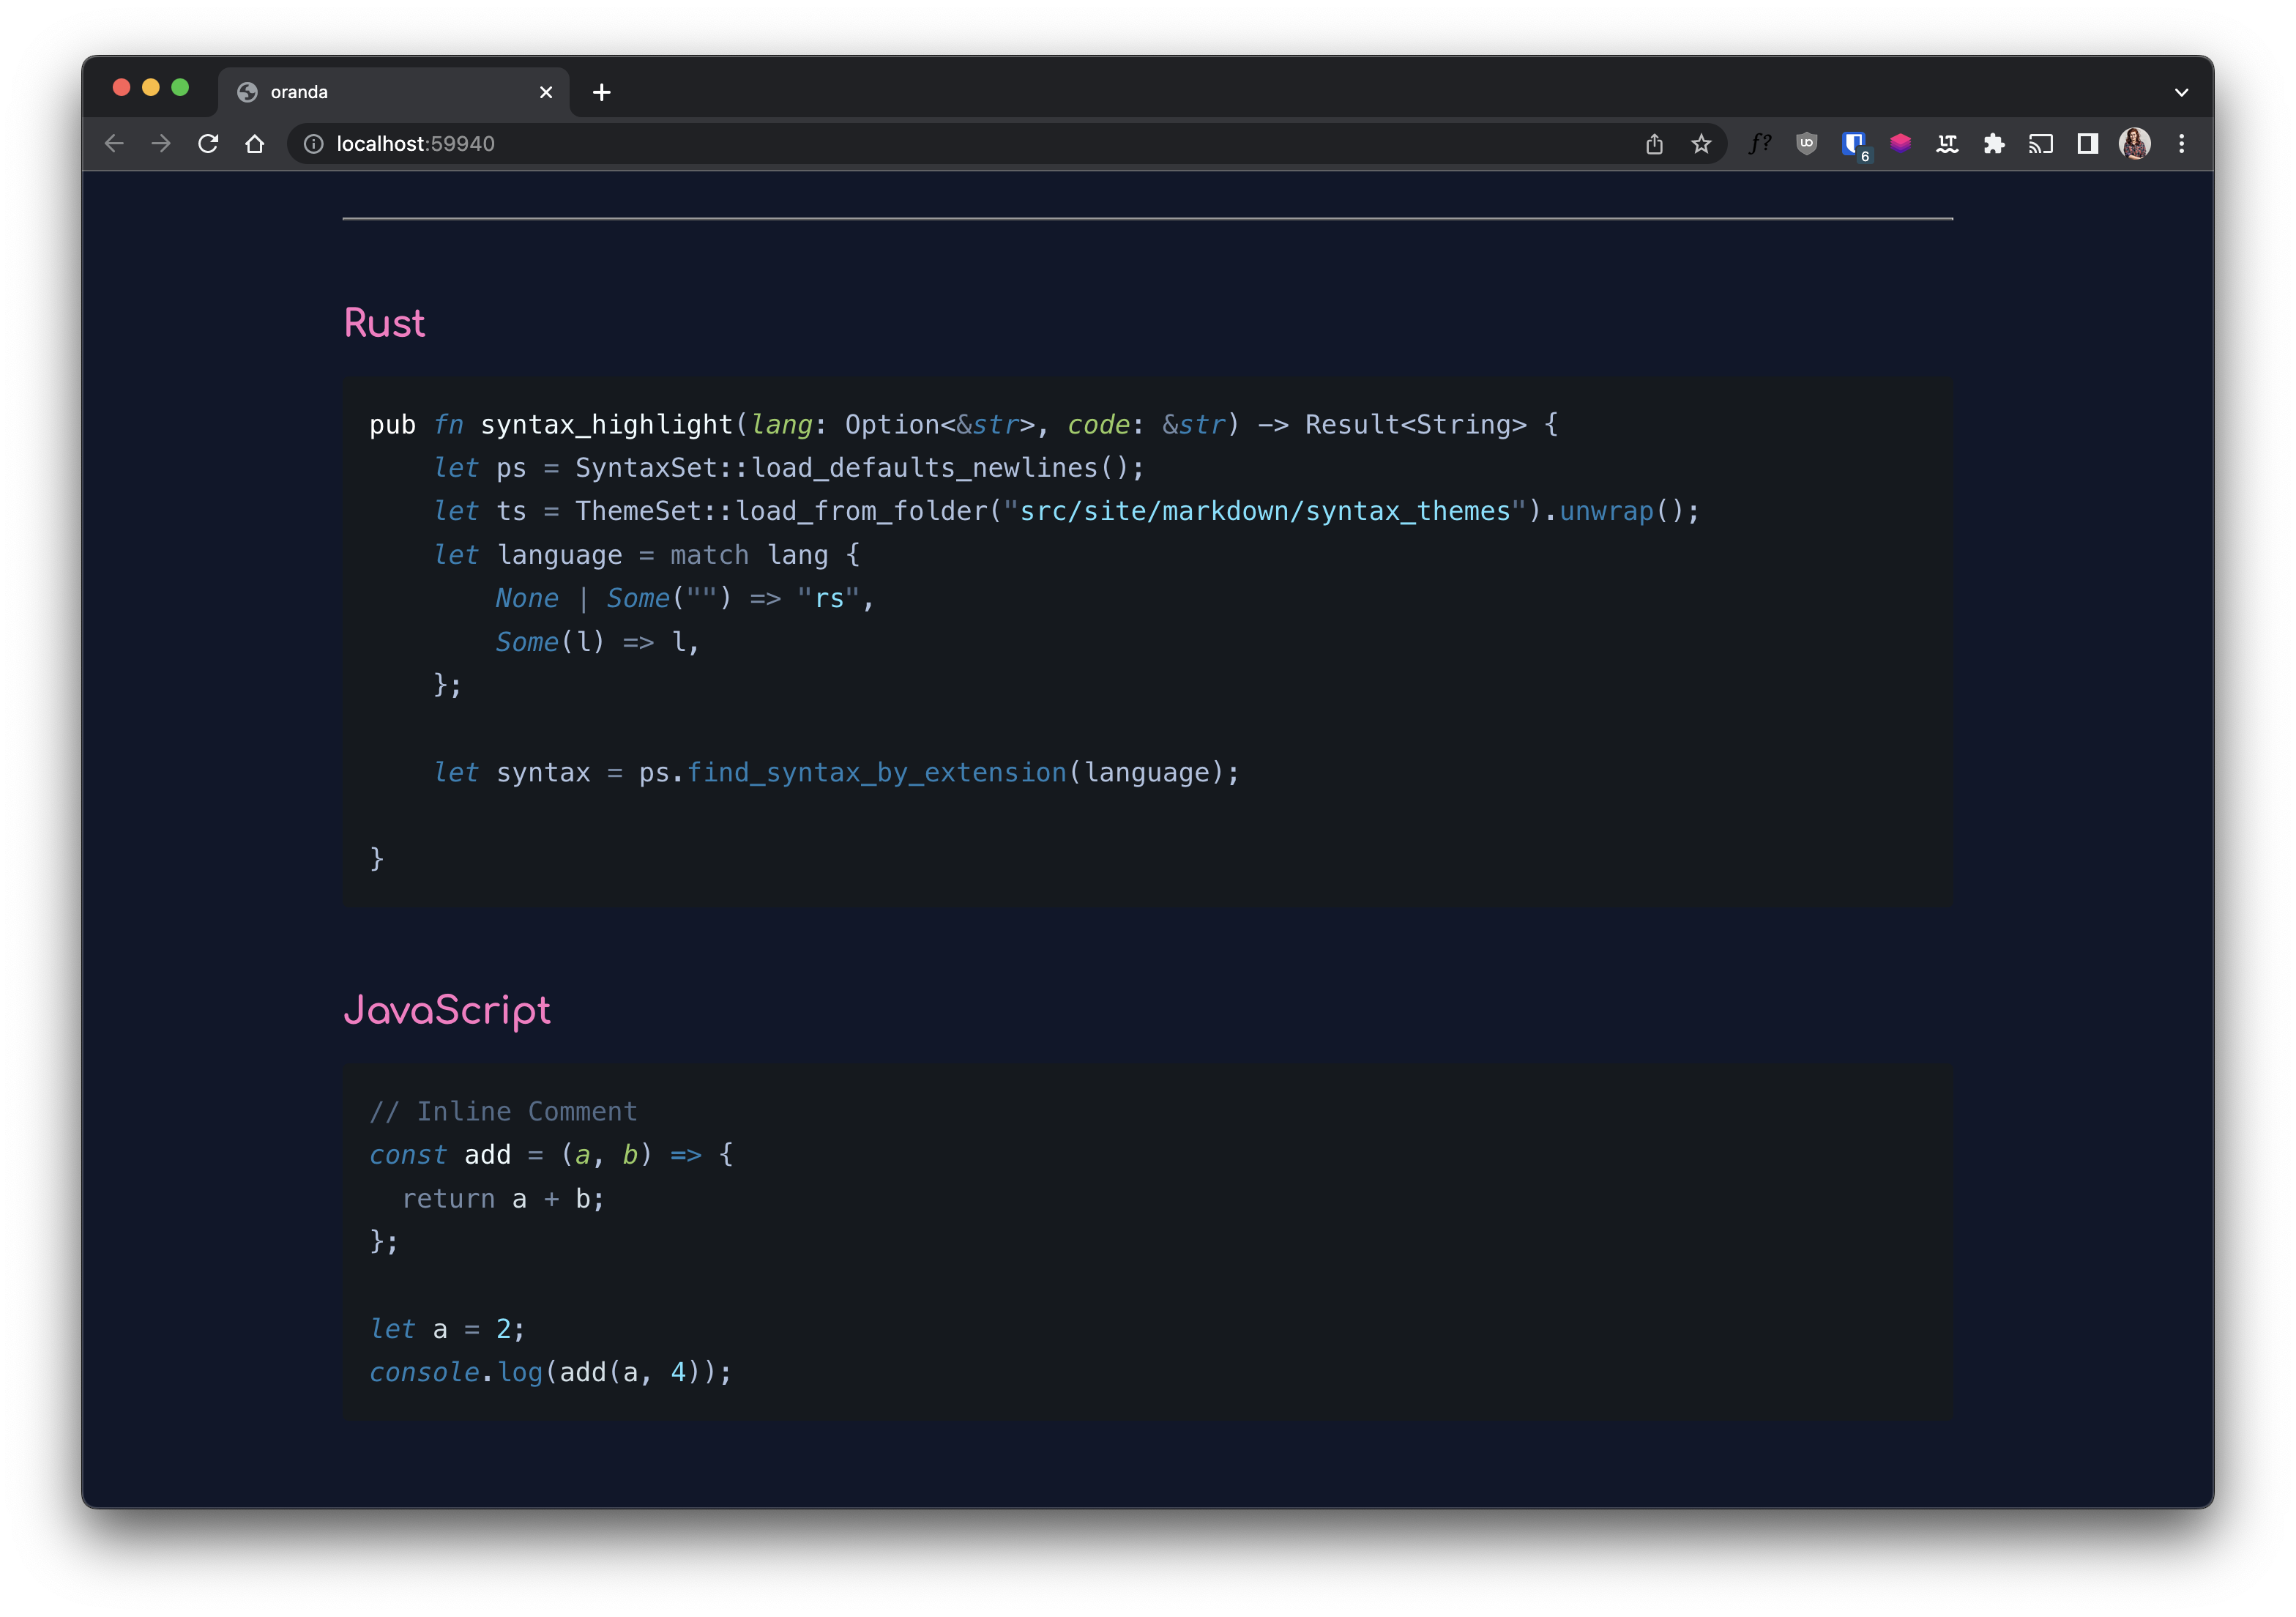 oranda
localhost:59940
6
Rust
pub fn syntax_highlight(lang: Option<&str>, code: &str) -> Result<String> {
    let ps = SyntaxSet::load_defaults_newlines();
    let ts = ThemeSet::load_from_folder("src/site/markdown/syntax_themes").unwrap();
    let language = match lang {
        None | Some("") => "rs",
        Some(l) => l,
    };
    let syntax = ps.find_syntax_by_extension(language);
}
JavaScript
// Inline Comment
const add = (a, b) => {
  return a + b;
};
let a = 2;
console.log(add(a, 4));